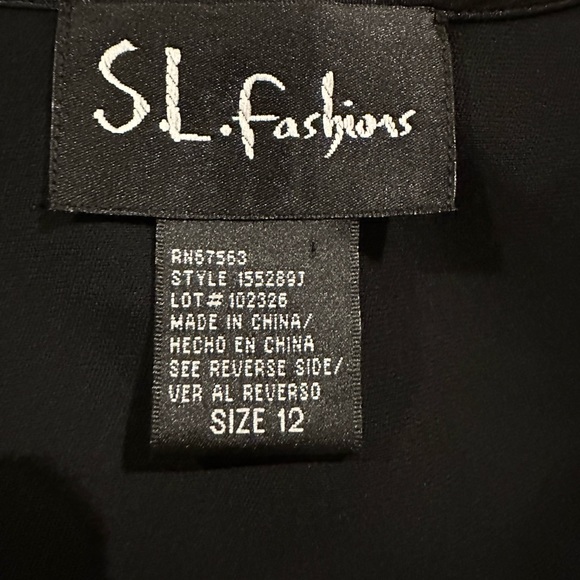 S.L. Fashions
RN67563
STYLE 155289J
LOT# 102326
MADE IN CHINA/
HECHO EN CHINA
SEE REVERSE SIDE/
VER AL REVERSO
SIZE 12